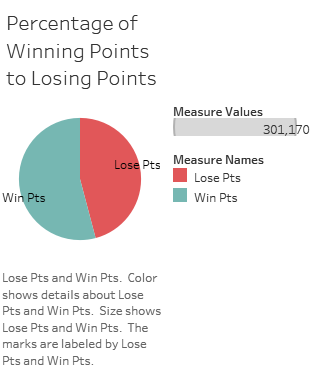 Percentage of
Winning Points
to Losing Points
Measure Values
301,170
Measure Names
Lose Pts
Win Pts
Lose Pts
Win Pts
Lose Pts and Win Pts. Color
shows details about Lose
Pts and Win Pts. Size shows
Lose Pts and Win Pts. The
marks are labeled by Lose
Pts and Win Pts.